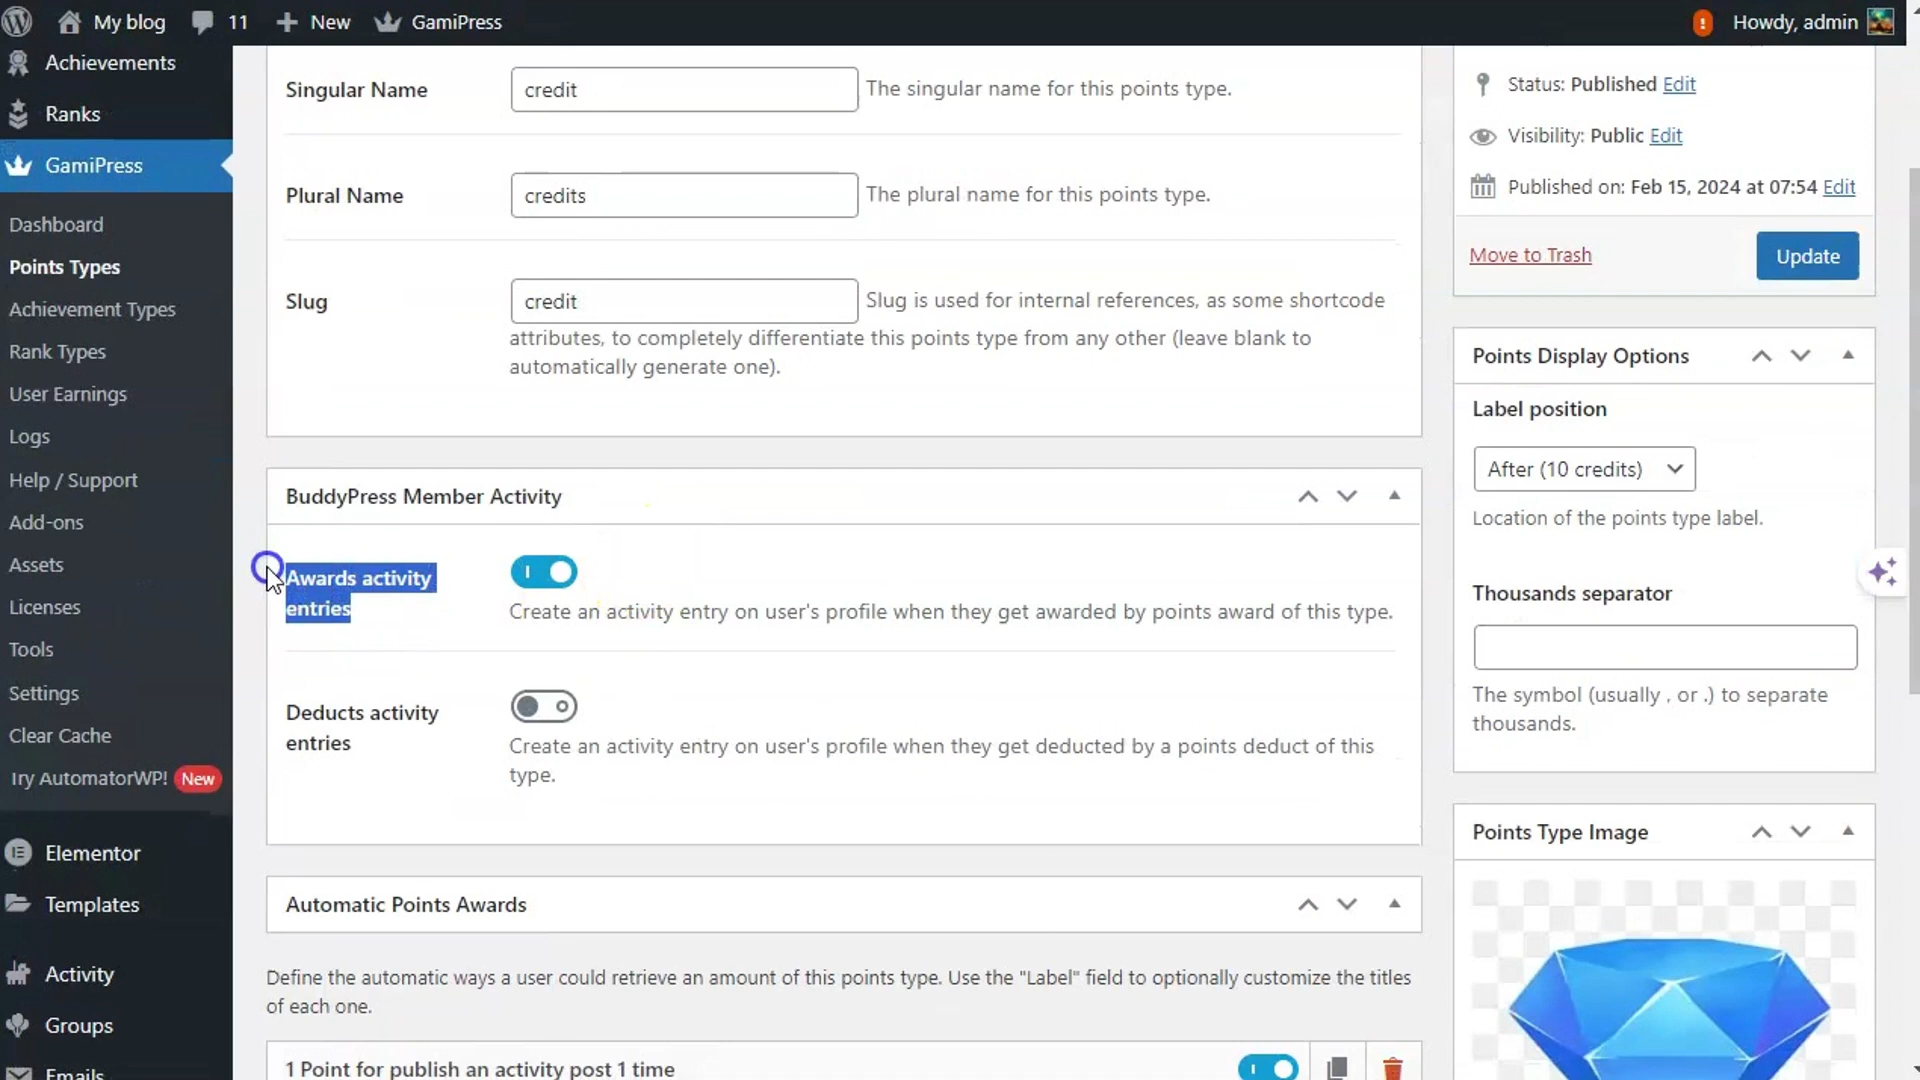 My blog 11 New GamiPress Howdy, admin
Achievements
Ranks
GamiPress
Dashboard
Points Types
Achievement Types
Rank Types
User Earnings
Logs
Help / Support
Add-ons
Assets
Licenses
Tools
Settings
Clear Cache
Try AutomatorWP! New
Elementor
Templates
Activity
Groups
Emails
Singular Name credit The singular name for this points type.
Plural Name credits The plural name for this points type.
Slug credit Slug is used for internal references, as some shortcode
attributes, to completely differentiate this points type from any other (leave blank to
automatically generate one).
BuddyPress Member Activity
Awards activity
entries
Create an activity entry on user's profile when they get awarded by points award of this type.
Deducts activity
entries
Create an activity entry on user's profile when they get deducted by a points deduct of this
type.
Automatic Points Awards
Define the automatic ways a user could retrieve an amount of this points type. Use the "Label" field to optionally customize the titles
of each one.
1 Point for publish an activity post 1 time
Status: Published Edit
Visibility: Public Edit
Published on: Feb 15, 2024 at 07:54 Edit
Move to Trash Update
Points Display Options
Label position
After (10 credits)
Location of the points type label.
Thousands separator
The symbol (usually , or .) to separate
thousands.
Points Type Image